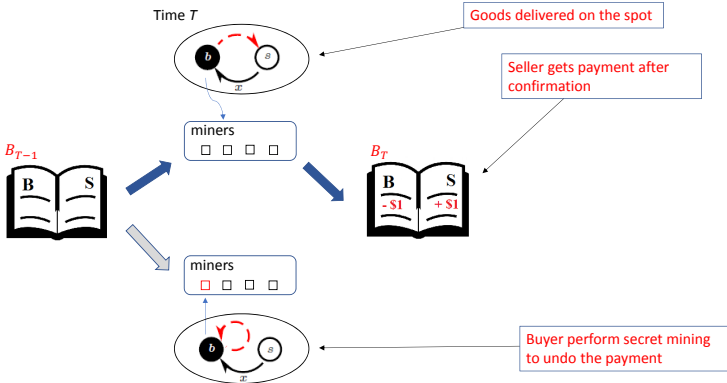 Time T
Goods delivered on the spot
b
s
x
Seller gets payment after
confirmation
miners
B_{T-1}
B_T
B S
B S
- $1 + $1
miners
b
s
x
Buyer perform secret mining
to undo the payment